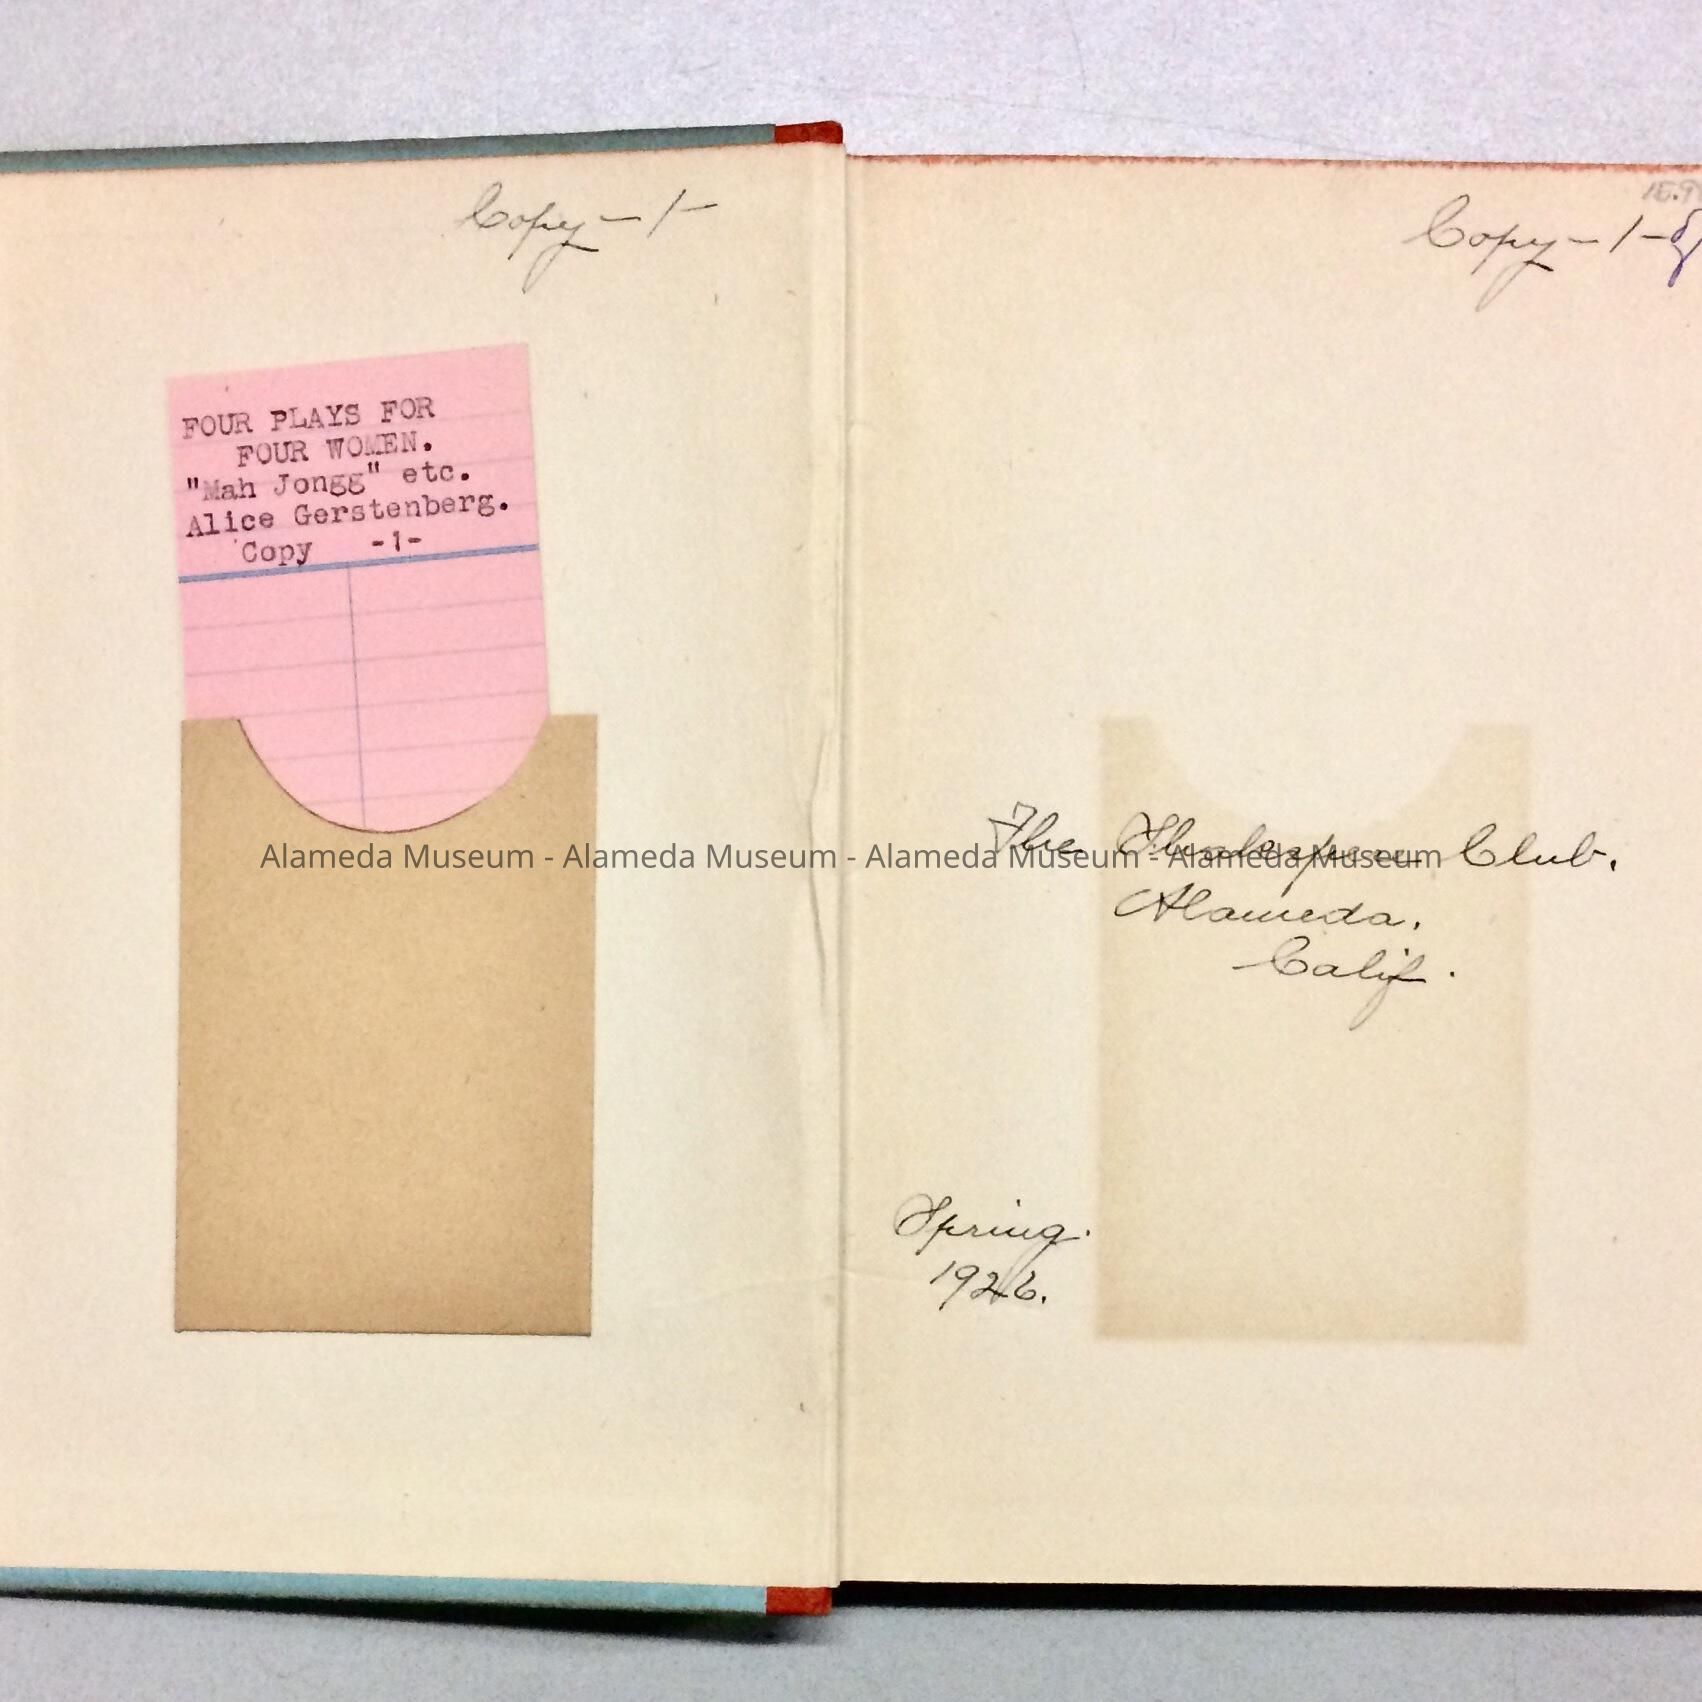 Copy-1-
FOUR PLAYS FOR
FOUR WOMEN.
"Mah Jongg" etc.
Alice Gerstenberg.
Copy -1-
Copy-1-
Alameda Museum - Alameda Museum - Alameda Museum - Alameda Museum
The Shakespeare Club.
Alameda.
Calif.
Spring.
1926.